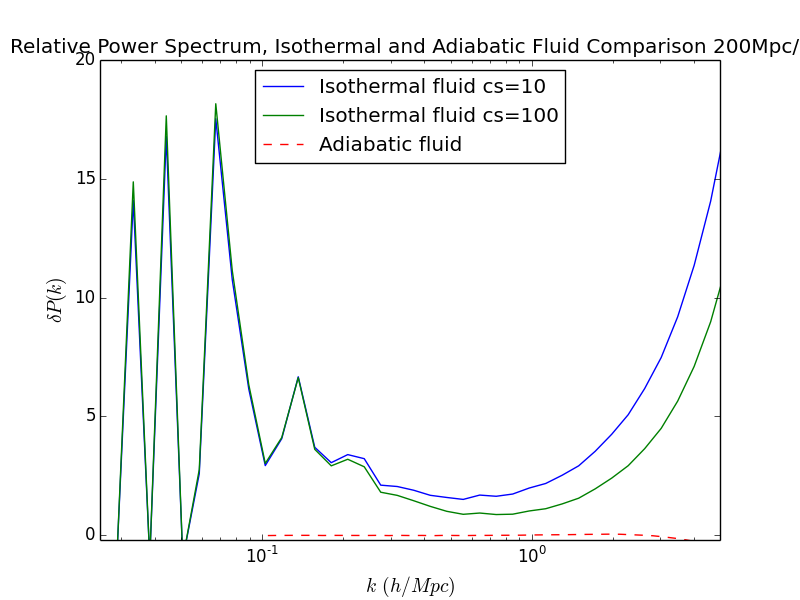 Relative Power Spectrum, Isothermal and Adiabatic Fluid Comparison 200Mpc/
20
Isothermal fluid cs=10
Isothermal fluid cs=100
Adiabatic fluid
15
10
5
0
δP(k)
10⁻¹
10⁰
k (h/Mpc)